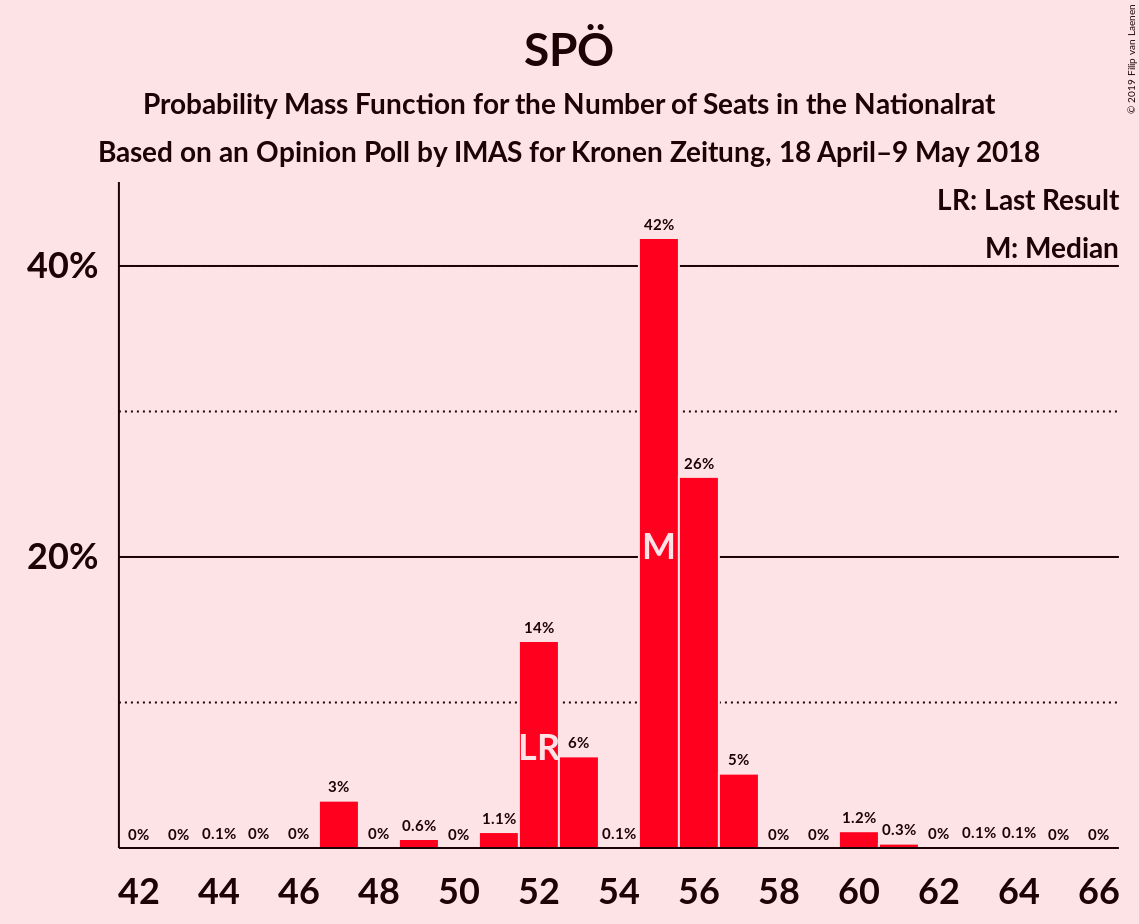 SPÖ
Probability Mass Function for the Number of Seats in the Nationalrat
Based on an Opinion Poll by IMAS for Kronen Zeitung, 18 April–9 May 2018
© 2019 Filip van Laenen
LR: Last Result
M: Median
40%
20%
0% 0% 0.1% 0% 0% 3% 0% 0.6% 0% 1.1% 14% 6% 0.1% 42% 26% 5% 0% 0% 1.2% 0.3% 0% 0.1% 0.1% 0% 0%
LR M
42 44 46 48 50 52 54 56 58 60 62 64 66